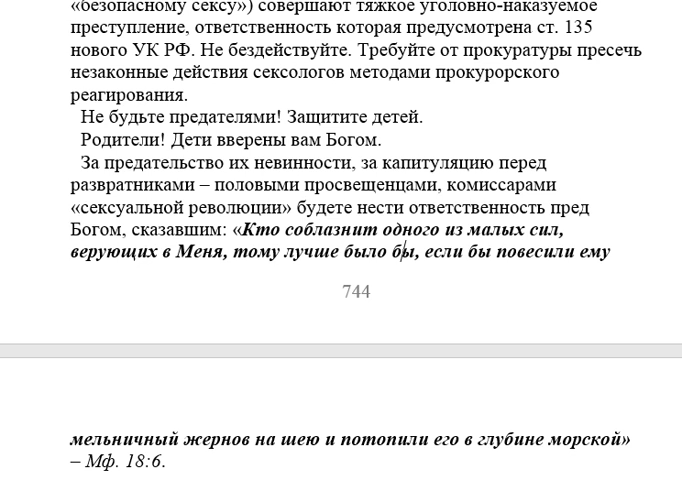 «безопасному сексу») совершают тяжкое уголовно-наказуемое
преступление, ответственность которая предусмотрена ст. 135
нового УК РФ. Не бездействуйте. Требуйте от прокуратуры пресечь
незаконные действия сексологов методами прокурорского
реагирования.
Не будьте предателями! Защитите детей.
Родители! Дети вверены вам Богом.
За предательство их невинности, за капитуляцию перед
развратниками – половыми просвещенцами, комиссарами
«сексуальной революции» будете нести ответственность пред
Богом, сказавшим: «Кто соблазнит одного из малых сил,
верующих в Меня, тому лучше было бы, если бы повесили ему
744
мельничный жернов на шею и потопили его в глубине морской»
– Мф. 18:6.